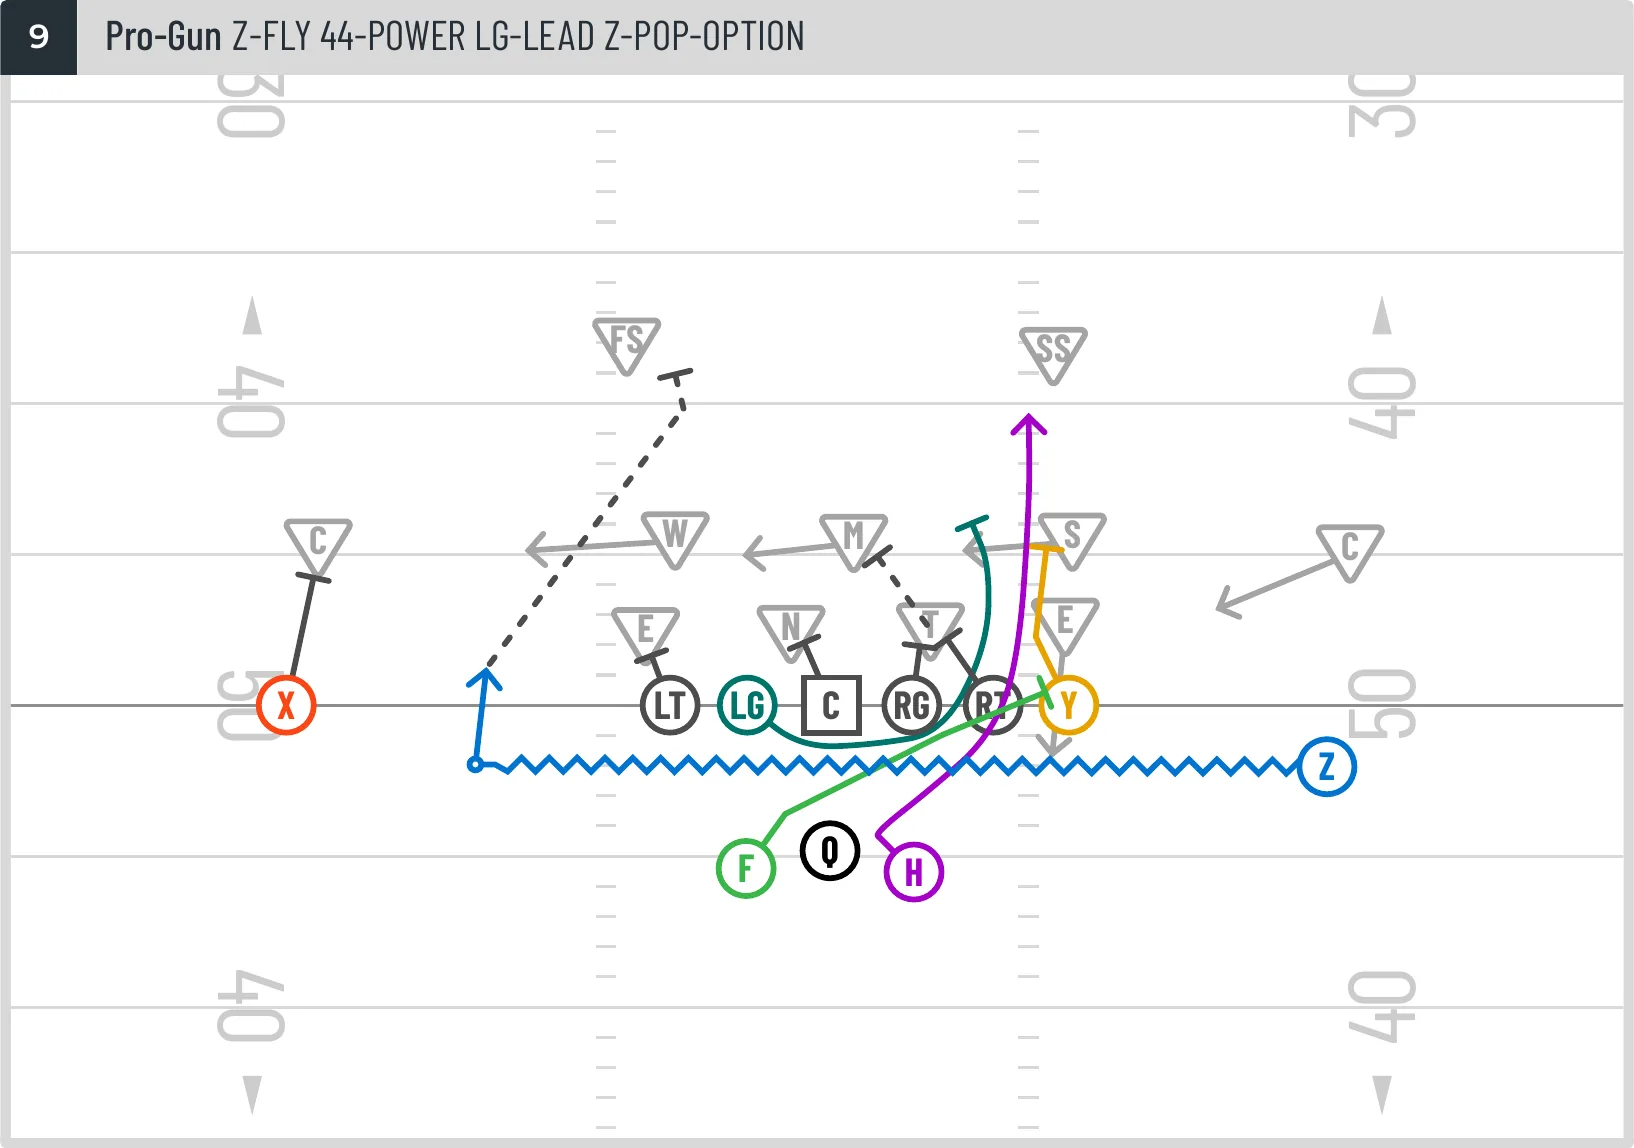 9 Pro-Gun Z-FLY 44-POWER LG-LEAD Z-POP-OPTION
30 30
FS SS
40 40
C W M S C
E N T E
50 X LT LG C RG RT Y 50
Z
F Q H
40 40